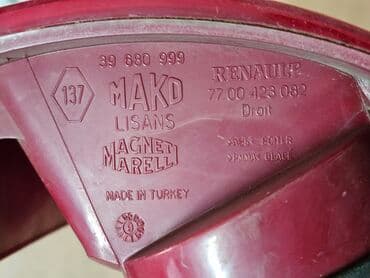 39 680 999
137
MAKO
LISANS
MAGNETI
MARELLI
MADE IN TURKEY
RENAULT
77 00 423 082
Droit